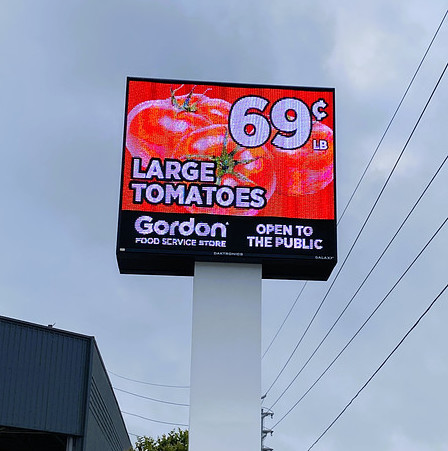 69¢
LB
LARGE
TOMATOES
Gordon
FOOD SERVICE STORE
OPEN TO
THE PUBLIC
DAKTRONICS
GALAXY